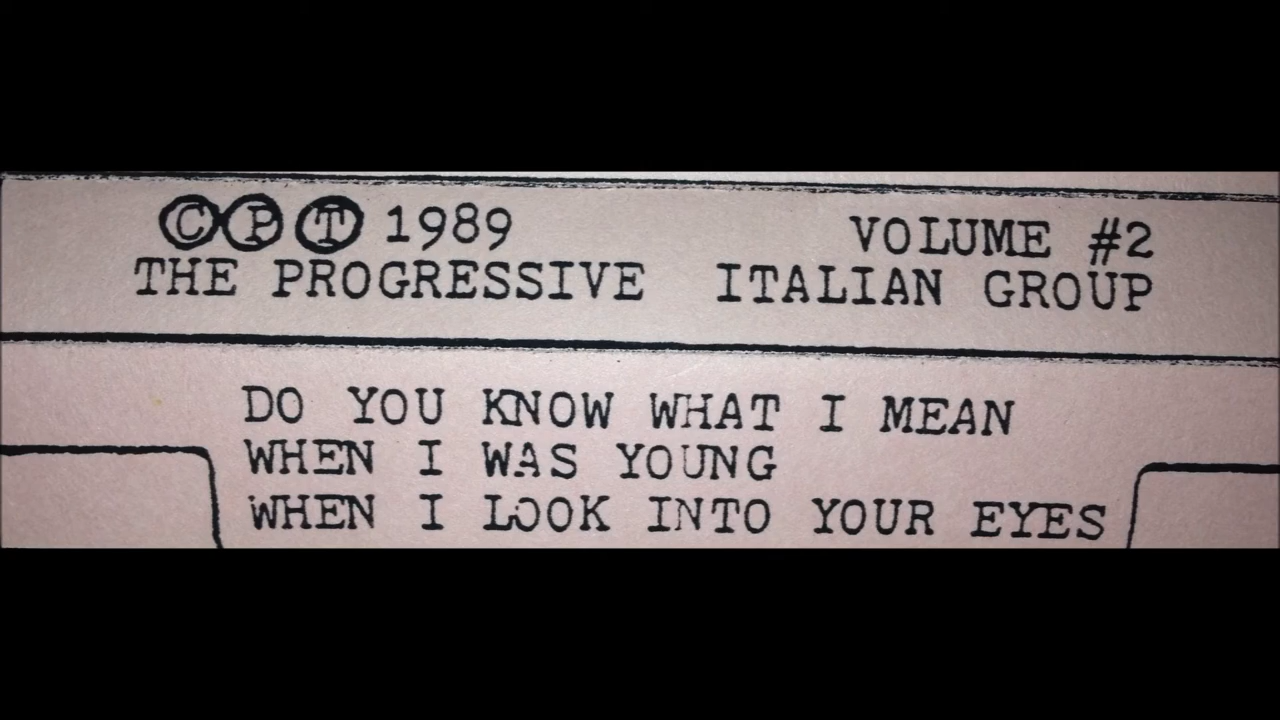 Ⓒ Ⓟ Ⓣ 1989 VOLUME #2
THE PROGRESSIVE ITALIAN GROUP
DO YOU KNOW WHAT I MEAN
WHEN I WAS YOUNG
WHEN I LOOK INTO YOUR EYES